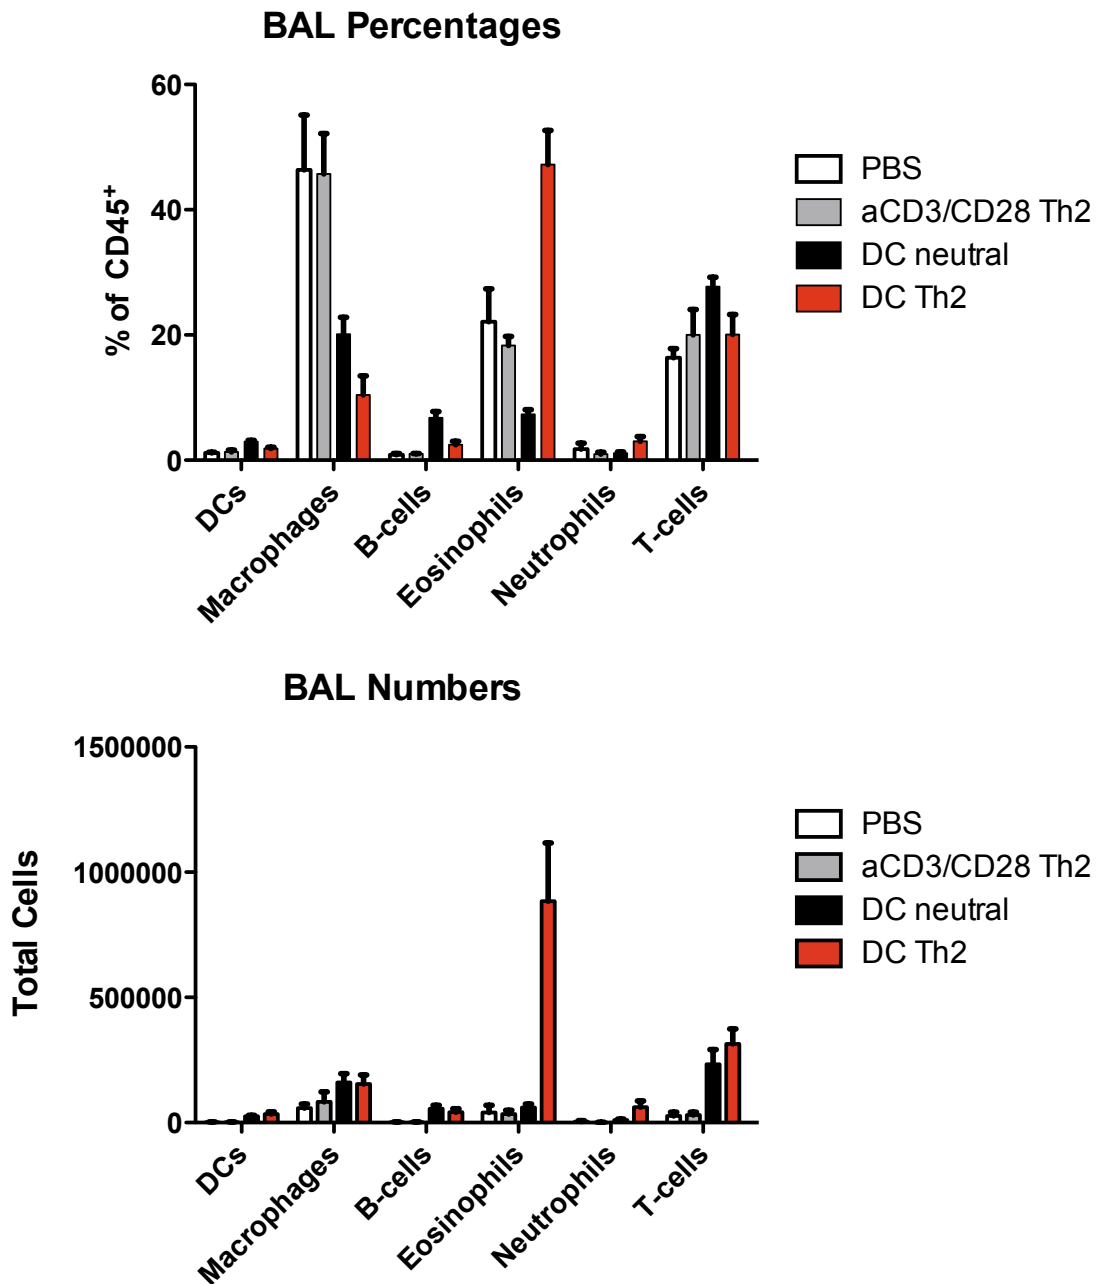 BAL Percentages
60
40
20
0
% of CD45⁺
PBS
aCD3/CD28 Th2
DC neutral
DC Th2
DCs
Macrophages
B-cells
Eosinophils
Neutrophils
T-cells
BAL Numbers
1500000
1000000
500000
0
Total Cells
PBS
aCD3/CD28 Th2
DC neutral
DC Th2
DCs
Macrophages
B-cells
Eosinophils
Neutrophils
T-cells